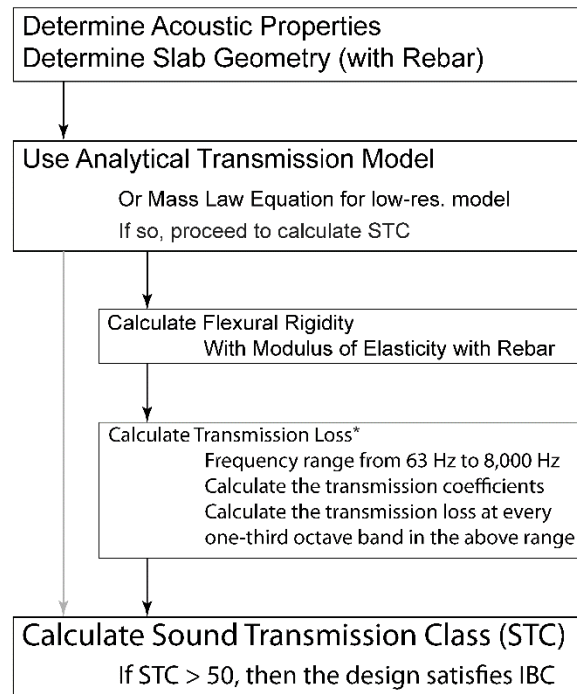 Determine Acoustic Properties
Determine Slab Geometry (with Rebar)
Use Analytical Transmission Model
Or Mass Law Equation for low-res. model
If so, proceed to calculate STC
Calculate Flexural Rigidity
With Modulus of Elasticity with Rebar
Calculate Transmission Loss*
Frequency range from 63 Hz to 8,000 Hz
Calculate the transmission coefficients
Calculate the transmission loss at every
one-third octave band in the above range
Calculate Sound Transmission Class (STC)
If STC > 50, then the design satisfies IBC